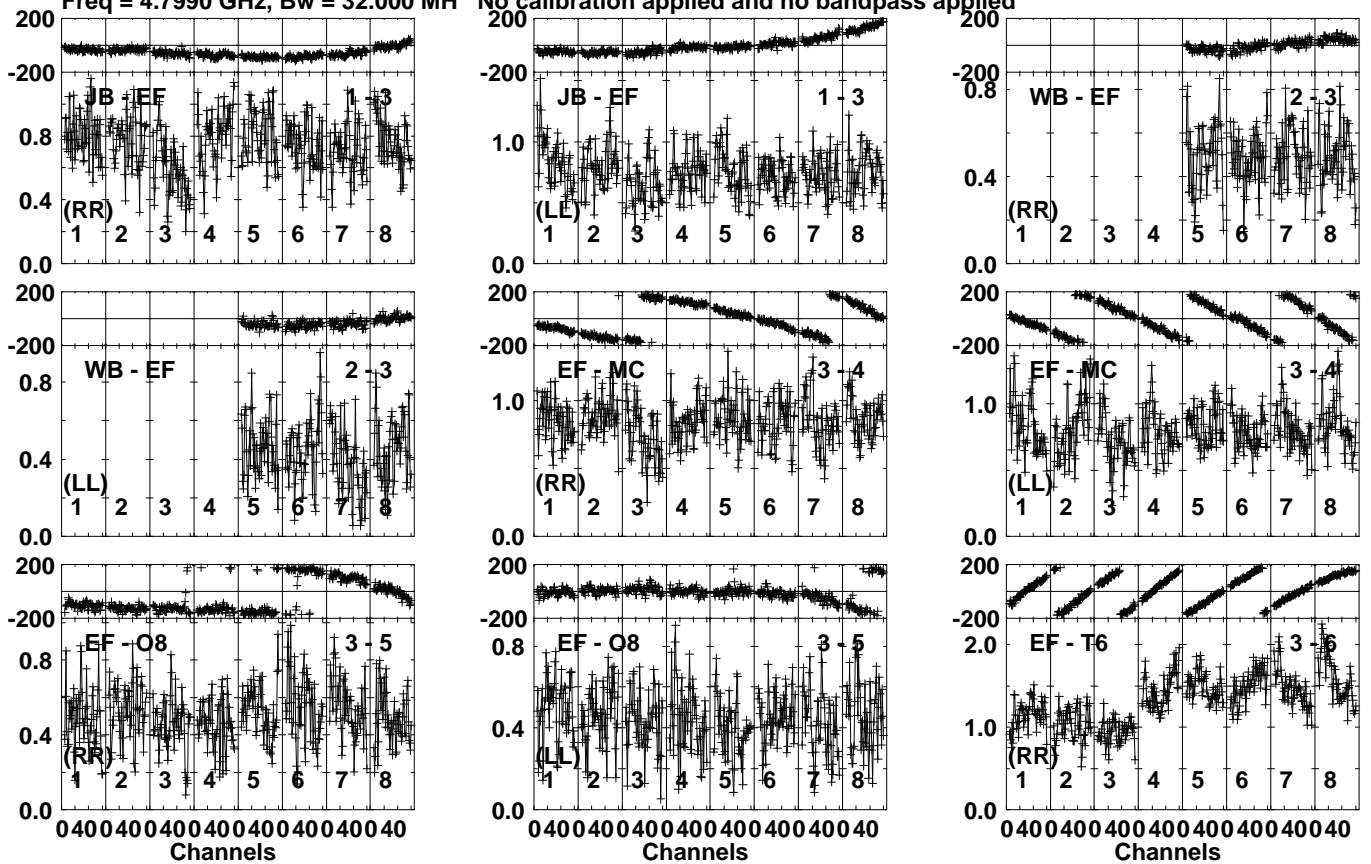 Freq = 4.7990 GHz, Bw = 32.000 MH No calibration applied and no bandpass applied
200
-200
JB - EF 1 - 3
0.8
0.4
0.0
(RR)
1 2 3 4 5 6 7 8
200
-200
JB - EF 1 - 3
1.0
0.0
(LL)
1 2 3 4 5 6 7 8
200
-200
WB - EF 2 - 3
0.8
0.4
0.0
(RR)
1 2 3 4 5 6 7 8
200
-200
WB - EF 2 - 3
0.8
0.4
0.0
(LL)
1 2 3 4 5 6 7 8
200
-200
EF - MC 3 - 4
1.0
0.0
(RR)
1 2 3 4 5 6 7 8
200
-200
EF - MC 3 - 4
1.0
0.0
(LL)
1 2 3 4 5 6 7 8
200
-200
EF - O8 3 - 5
0.8
0.4
0.0
(RR)
1 2 3 4 5 6 7 8
0 40 0 40 0 40 0 40 0 40 0 40 0 40 0 40
Channels
200
-200
EF - O8 3 - 5
0.8
0.4
0.0
(LL)
1 2 3 4 5 6 7 8
0 40 0 40 0 40 0 40 0 40 0 40 0 40 0 40
Channels
200
-200
EF - T6 3 - 6
2.0
1.0
0.0
(RR)
1 2 3 4 5 6 7 8
0 40 0 40 0 40 0 40 0 40 0 40 0 40 0 40
Channels